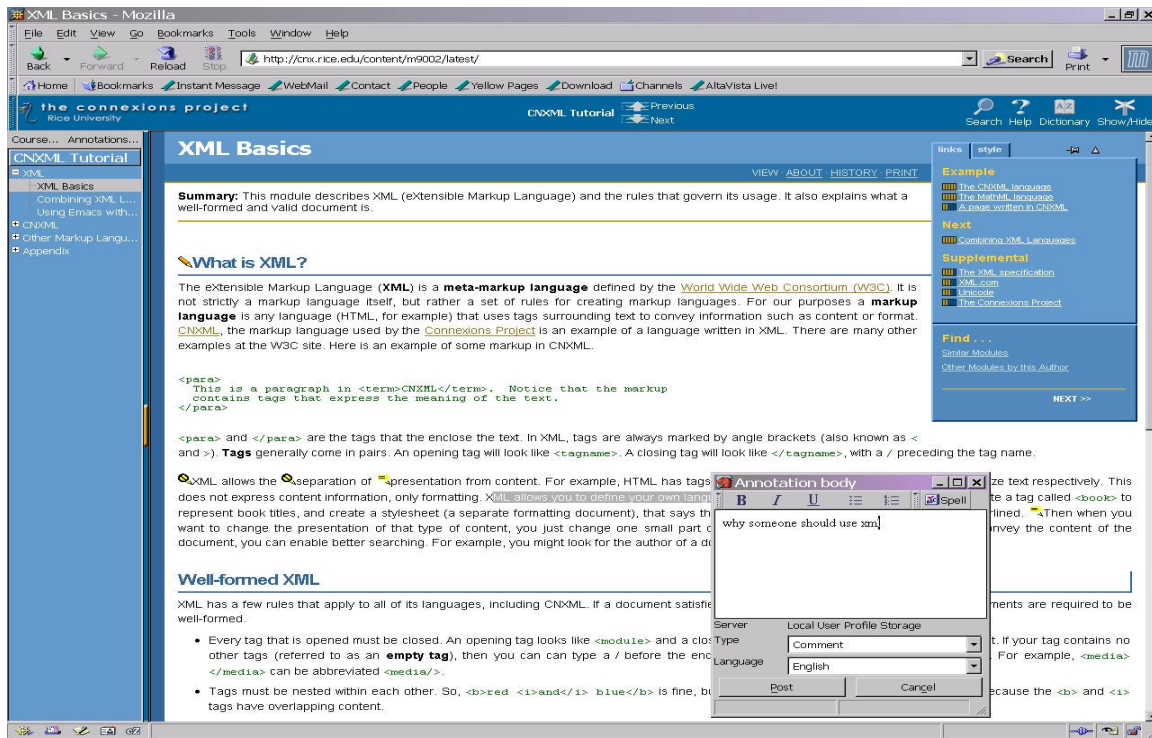 XML Basics - Mozilla
File Edit View Go Bookmarks Tools Window Help
Back Forward Reload Stop http://cnx.rice.edu/content/m9002/latest/ Search Print
Home Bookmarks Instant Message WebMail Contact People Yellow Pages Download Channels AltaVista Live!
the connexions project
Rice University
CNXML Tutorial
Previous
Next
Search Help Dictionary Show/Hide
Course... Annotations...
CNXML Tutorial
XML
XML Basics
Combining XML L...
Using Emacs with...
CNXML
Other Markup Langu...
Appendix
XML Basics
VIEW · ABOUT · HISTORY · PRINT
Summary: This module describes XML (eXtensible Markup Language) and the rules that govern its usage. It also explains what a
well-formed and valid document is.
What is XML?
The eXtensible Markup Language (XML) is a meta-markup language defined by the World Wide Web Consortium (W3C). It is
not strictly a markup language itself, but rather a set of rules for creating markup languages. For our purposes a markup
language is any language (HTML, for example) that uses tags surrounding text to convey information such as content or format.
CNXML, the markup language used by the Connexions Project is an example of a language written in XML. There are many other
examples at the W3C site. Here is an example of some markup in CNXML.
<para>
This is a paragraph in <term>CNXML</term>. Notice that the markup
contains tags that express the meaning of the text.
</para>
<para> and </para> are the tags that the enclose the text. In XML, tags are always marked by angle brackets (also known as <
and >). Tags generally come in pairs. An opening tag will look like <tagname>. A closing tag will look like </tagname>, with a / preceding the tag name.
XML allows the separation of presentation from content. For example, HTML has tags ze text respectively. This
does not express content information, only formatting. XML allows you to define your own lang te a tag called <book> to
represent book titles, and create a stylesheet (a separate formatting document), that says th rlined. Then when you
want to change the presentation of that type of content, you just change one small part o nvey the content of the
document, you can enable better searching. For example, you might look for the author of a do
Well-formed XML
XML has a few rules that apply to all of its languages, including CNXML. If a document satisfie ments are required to be
well-formed.
• Every tag that is opened must be closed. An opening tag looks like <module> and a clos t. If your tag contains no
other tags (referred to as an empty tag), then you can can type a / before the enc For example, <media>
</media> can be abbreviated <media/>.
• Tags must be nested within each other. So, <b>red <i>and</i> blue</b> is fine, bu ecause the <b> and <i>
tags have overlapping content.
links style
Example
The CNXML language
The MathML language
A page written in CNXML
Next
Combining XML Languages
Supplemental
The XML specification
XML.com
Unicode
The Connexions Project
Find . . .
Similar Modules
Other Modules by this Author
NEXT >>
Annotation body
B I U Spell
why someone should use xm
Server Local User Profile Storage
Type Comment
Language English
Post Cancel